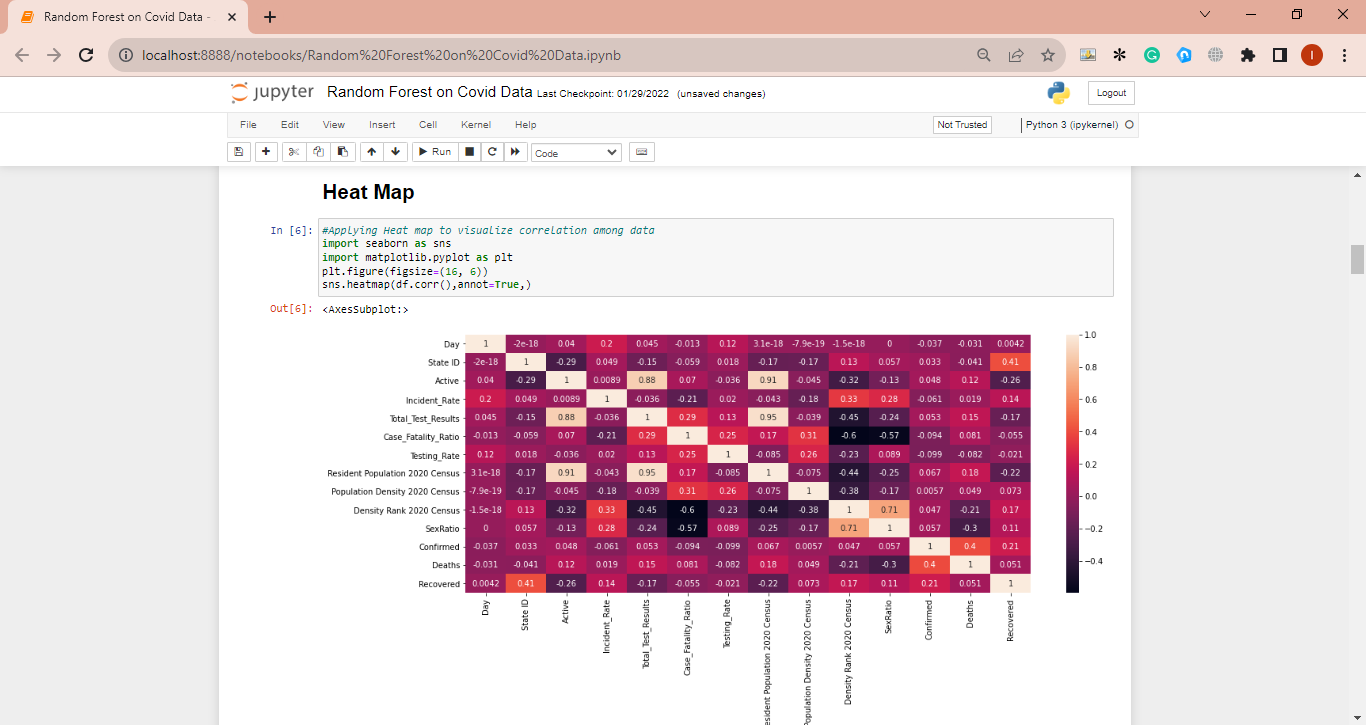 Random Forest on Covid Data -
localhost:8888/notebooks/Random%20Forest%20on%20Covid%20Data.ipynb
I
jupyter Random Forest on Covid Data Last Checkpoint: 01/29/2022 (unsaved changes)
Logout
File Edit View Insert Cell Kernel Help
Not Trusted
Python 3 (ipykernel)
Run
Code
Heat Map
In [6]: #Applying Heat map to visualize correlation among data
import seaborn as sns
import matplotlib.pyplot as plt
plt.figure(figsize=(16, 6))
sns.heatmap(df.corr(),annot=True,)
Out[6]: <AxesSubplot:>
Day 1 -2e-18 0.04 0.2 0.045 -0.013 0.12 3.1e-18 -7.9e-19 -1.5e-18 0 -0.037 -0.031 0.0042
State ID -2e-18 1 -0.29 0.049 -0.15 -0.059 0.018 -0.17 -0.17 0.13 0.057 0.033 -0.041 0.41
Active 0.04 -0.29 1 0.0089 0.88 0.07 -0.036 0.91 -0.045 -0.32 -0.13 0.048 0.12 -0.26
Incident_Rate 0.2 0.049 0.0089 1 -0.036 -0.21 0.02 -0.043 -0.18 0.33 0.28 -0.061 0.019 0.14
Total_Test_Results 0.045 -0.15 0.88 -0.036 1 0.29 0.13 0.95 -0.039 -0.45 -0.24 0.053 0.15 -0.17
Case_Fatality_Ratio -0.013 -0.059 0.07 -0.21 0.29 1 0.25 0.17 0.31 -0.6 -0.57 -0.094 0.081 -0.055
Testing_Rate 0.12 0.018 -0.036 0.02 0.13 0.25 1 -0.085 0.26 -0.23 0.089 -0.099 -0.082 -0.021
Resident Population 2020 Census 3.1e-18 -0.17 0.91 -0.043 0.95 0.17 -0.085 1 -0.075 -0.44 -0.25 0.067 0.18 -0.22
Population Density 2020 Census -7.9e-19 -0.17 -0.045 -0.18 -0.039 0.31 0.26 -0.075 1 -0.38 -0.17 0.0057 0.049 0.073
Density Rank 2020 Census -1.5e-18 0.13 -0.32 0.33 -0.45 -0.6 -0.23 -0.44 -0.38 1 0.71 0.047 -0.21 0.17
SexRatio 0 0.057 -0.13 0.28 -0.24 -0.57 0.089 -0.25 -0.17 0.71 1 0.057 -0.3 0.11
Confirmed -0.037 0.033 0.048 -0.061 0.053 -0.094 -0.099 0.067 0.0057 0.047 0.057 1 0.4 0.21
Deaths -0.031 -0.041 0.12 0.019 0.15 0.081 -0.082 0.18 0.049 -0.21 -0.3 0.4 1 0.051
Recovered 0.0042 0.41 -0.26 0.14 -0.17 -0.055 -0.021 -0.22 0.073 0.17 0.11 0.21 0.051 1
Day
State ID
Active
Incident_Rate
Total_Test_Results
Case_Fatality_Ratio
Testing_Rate
esident Population 2020 Census
opulation Density 2020 Census
Density Rank 2020 Census
SexRatio
Confirmed
Deaths
Recovered
1.0
0.8
0.6
0.4
0.2
0.0
-0.2
-0.4